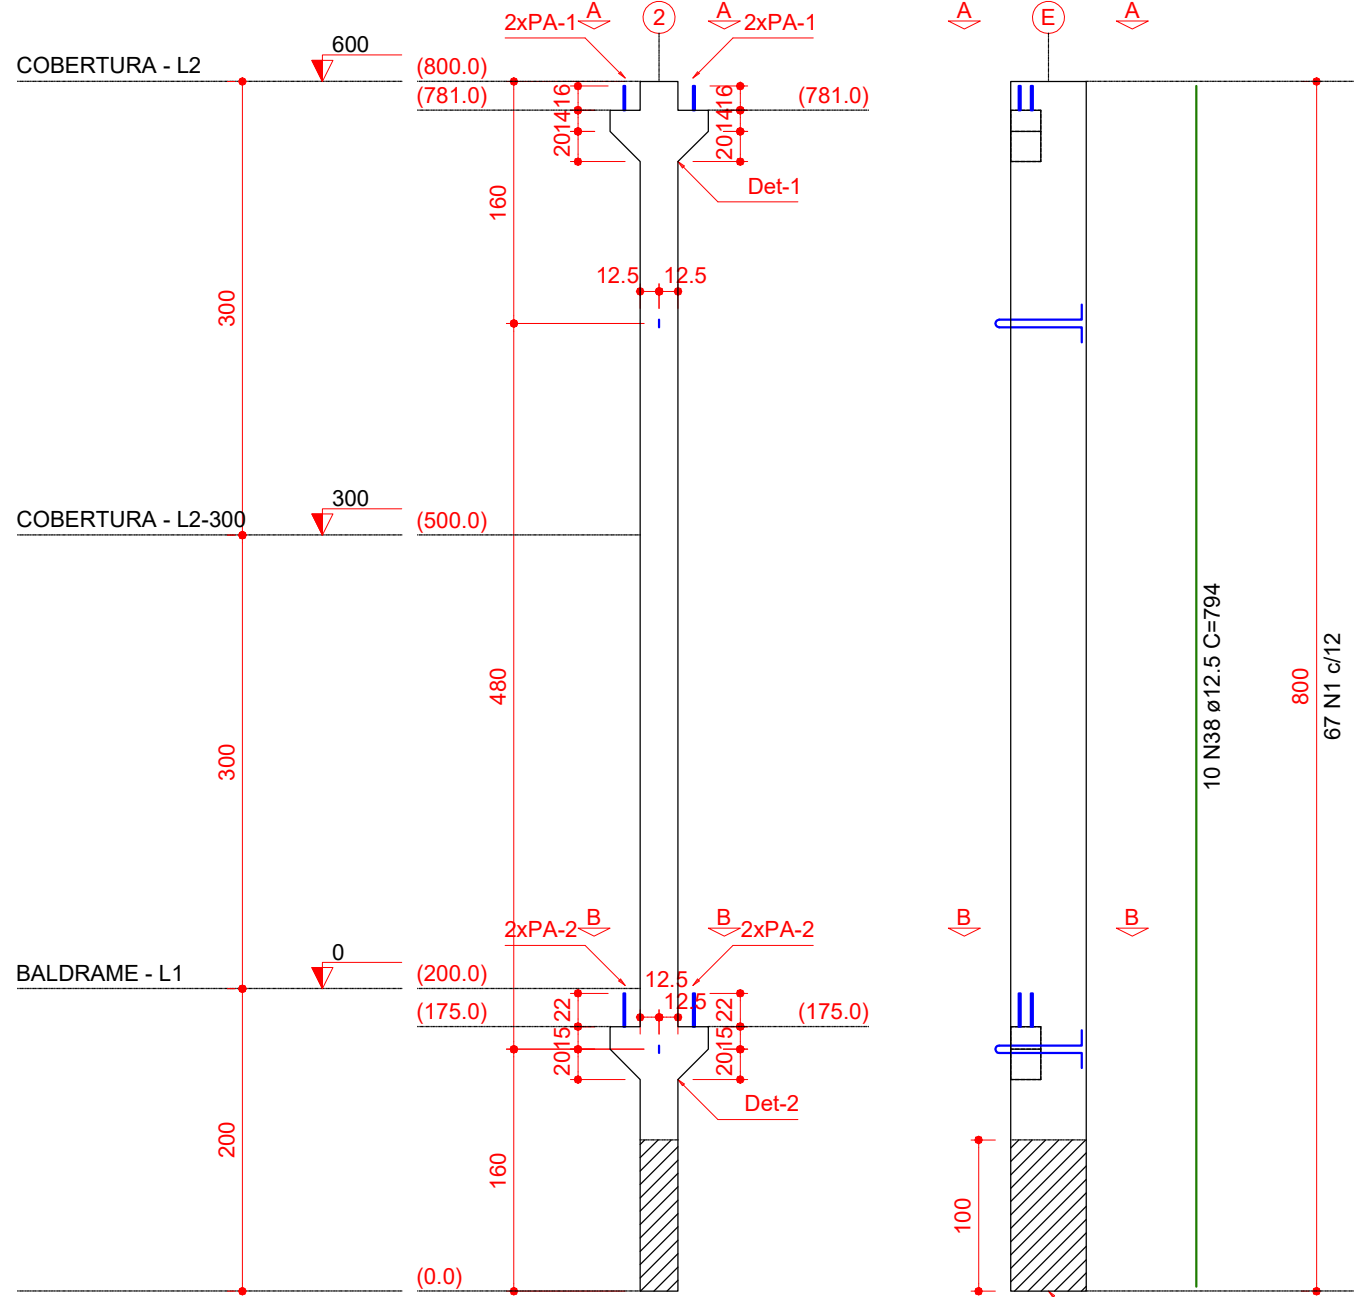 2xPA-1
A
2
A
2xPA-1
A
E
A
600
COBERTURA - L2
(800.0)
(781.0)
(781.0)
16
14
20
16
14
20
Det-1
160
12.5
12.5
300
300
COBERTURA - L2-300
(500.0)
10 N38 ø12.5 C=794
800
67 N1 c/12
480
300
2xPA-2
B
B
2xPA-2
B
B
0
BALDRAME - L1
(200.0)
(175.0)
(175.0)
12.5
12.5
22
15
20
22
15
20
Det-2
200
160
100
(0.0)